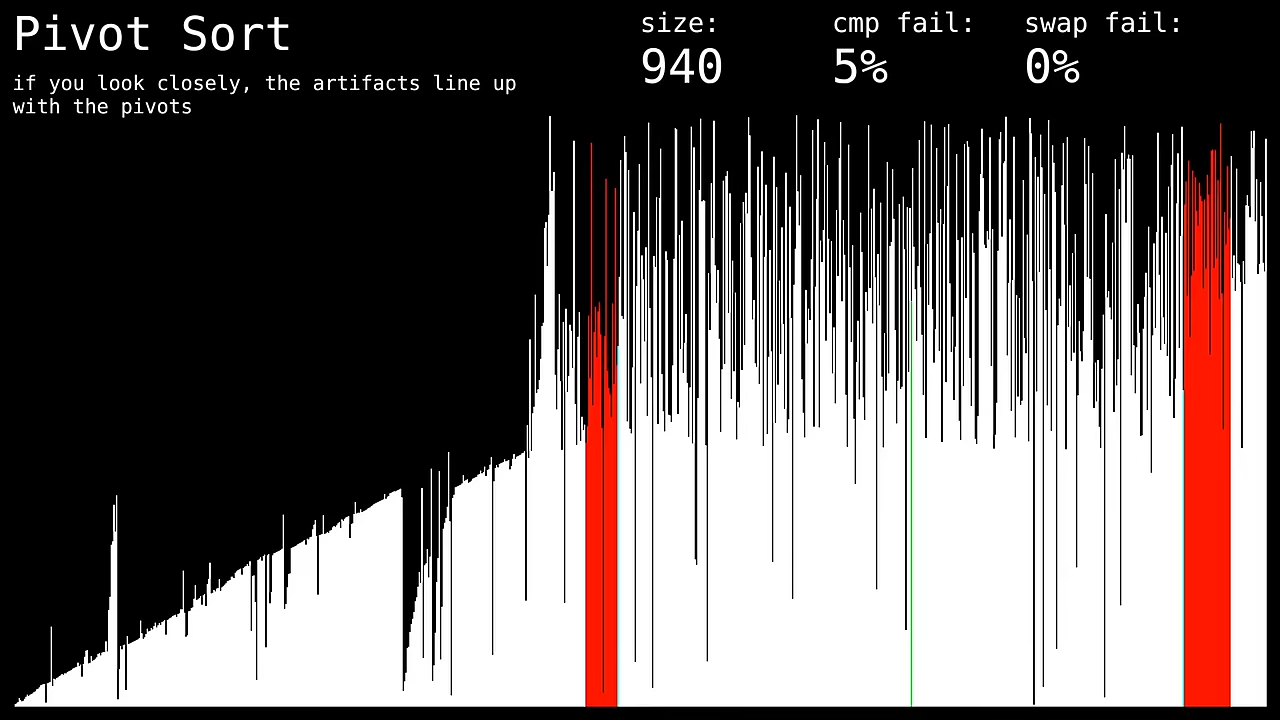 Pivot Sort
if you look closely, the artifacts line up
with the pivots
size:
940
cmp fail:
5%
swap fail:
0%